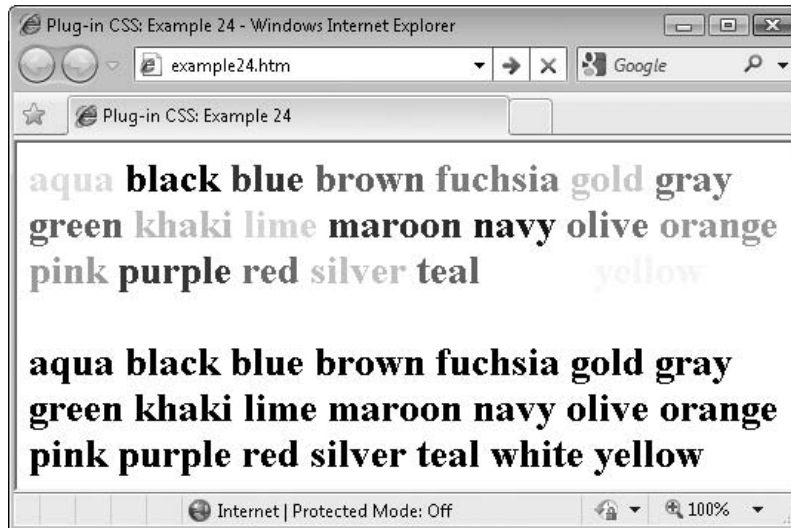 Plug-in CSS: Example 24 - Windows Internet Explorer
example24.htm
Google
Plug-in CSS: Example 24
aqua black blue brown fuchsia gold gray
green khaki lime maroon navy olive orange
pink purple red silver teal yellow
aqua black blue brown fuchsia gold gray
green khaki lime maroon navy olive orange
pink purple red silver teal white yellow
Internet | Protected Mode: Off
100%